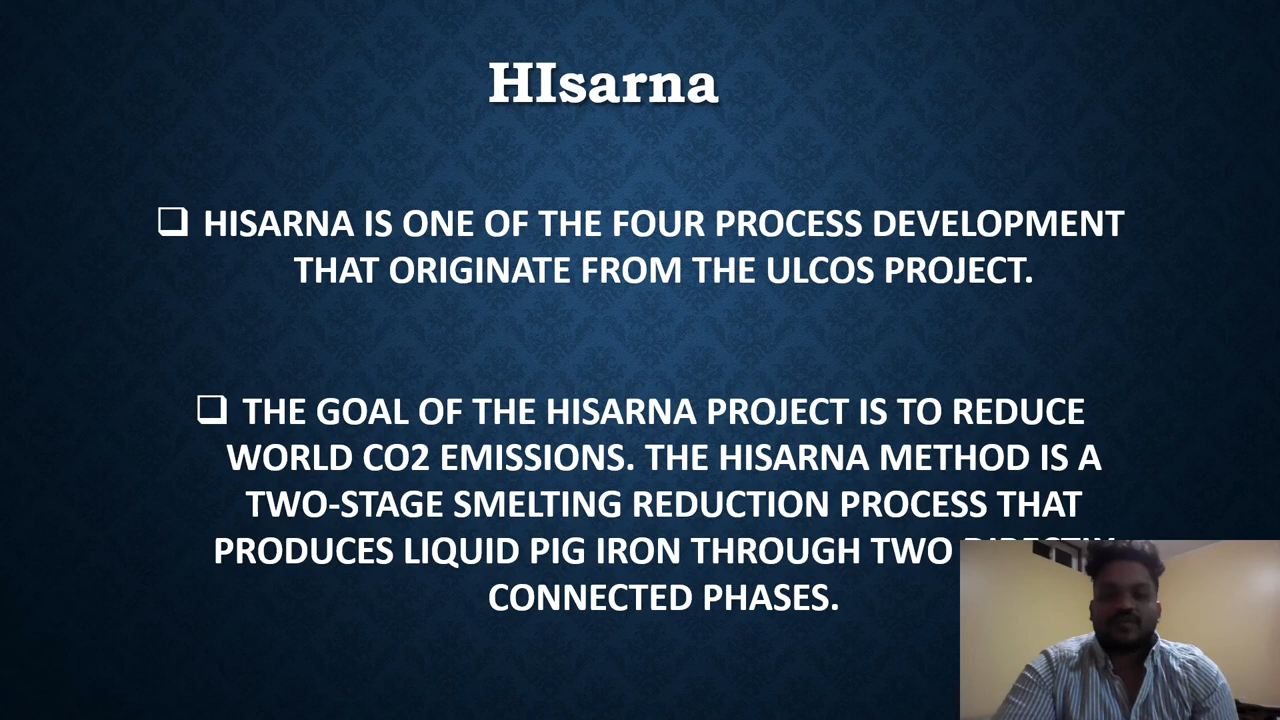 HIsarna
❑ HISARNA IS ONE OF THE FOUR PROCESS DEVELOPMENT
THAT ORIGINATE FROM THE ULCOS PROJECT.
❑ THE GOAL OF THE HISARNA PROJECT IS TO REDUCE
WORLD CO2 EMISSIONS. THE HISARNA METHOD IS A
TWO-STAGE SMELTING REDUCTION PROCESS THAT
PRODUCES LIQUID PIG IRON THROUGH TWO
CONNECTED PHASES.